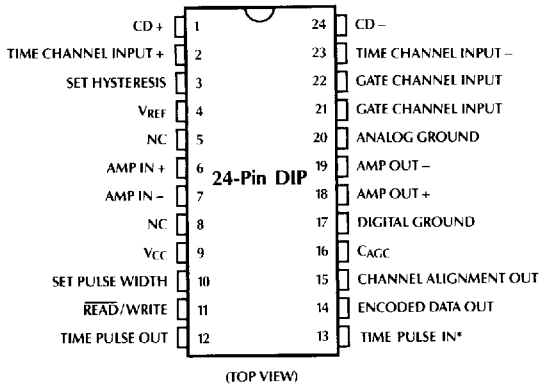 CD + 1 24 CD –
TIME CHANNEL INPUT + 2 23 TIME CHANNEL INPUT –
SET HYSTERESIS 3 22 GATE CHANNEL INPUT
VREF 4 21 GATE CHANNEL INPUT
NC 5 20 ANALOG GROUND
AMP IN + 6 19 AMP OUT –
24-Pin DIP
AMP IN – 7 18 AMP OUT +
NC 8 17 DIGITAL GROUND
VCC 9 16 CAGC
SET PULSE WIDTH 10 15 CHANNEL ALIGNMENT OUT
READ/WRITE 11 14 ENCODED DATA OUT
TIME PULSE OUT 12 13 TIME PULSE IN*
(TOP VIEW)